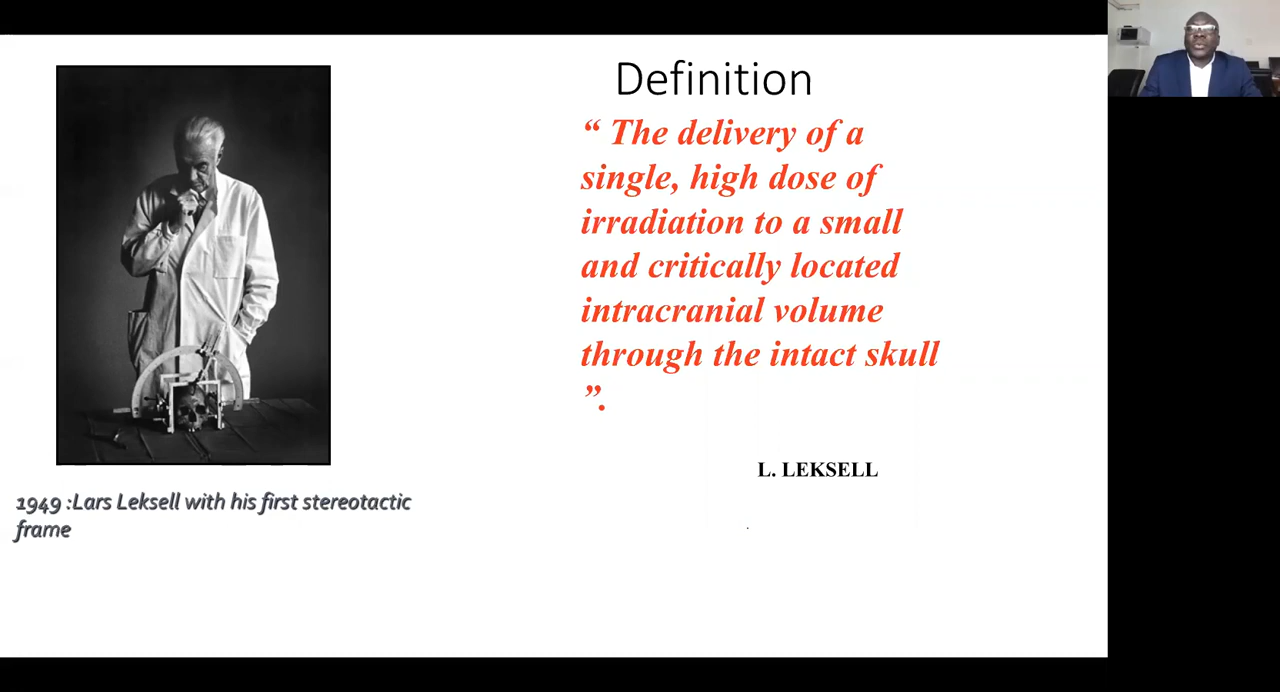 Definition
“ The delivery of a
single, high dose of
irradiation to a small
and critically located
intracranial volume
through the intact skull
”.
L. LEKSELL
1949 :Lars Leksell with his first stereotactic
frame